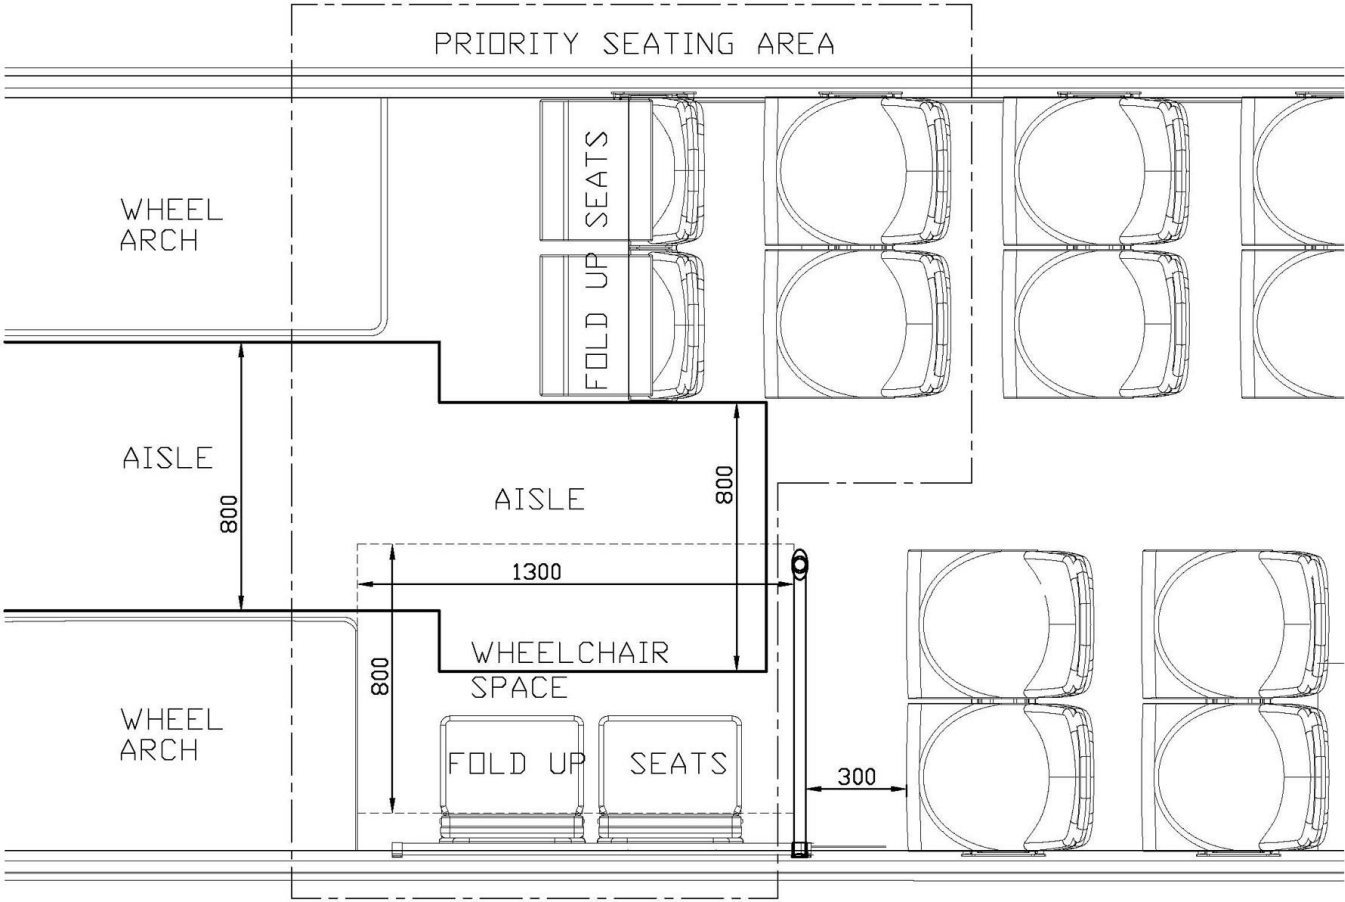 PRIORITY SEATING AREA
WHEEL
ARCH
FOLD UP SEATS
AISLE
800
AISLE
800
1300
WHEELCHAIR
SPACE
800
WHEEL
ARCH
FOLD UP SEATS
300